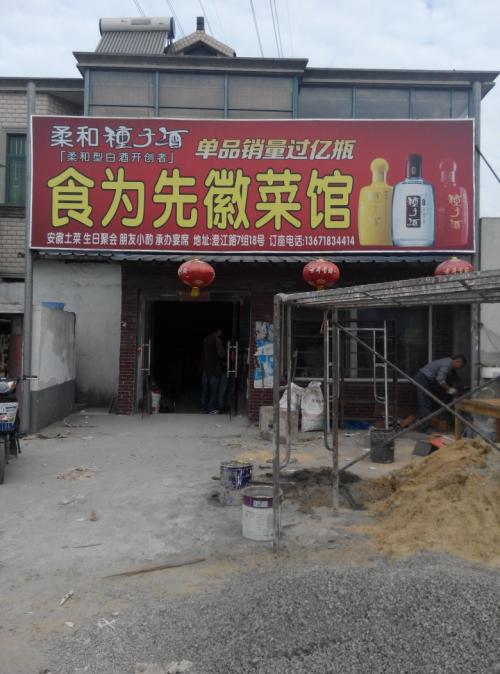 柔和種子酒
「柔和型白酒开创者」
单品销量过亿瓶
食为先徽菜馆
安徽土菜 生日聚会 朋友小酌 承办宴席 地址:澄江路7组18号 订座电话:13671834414
種子酒